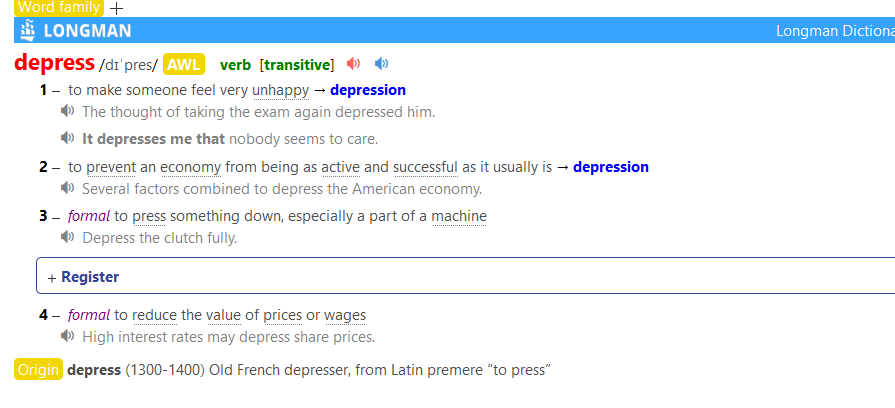 Word family +
LONGMAN Longman Dictiona
depress /dɪˈpres/ AWL verb [transitive]
1 – to make someone feel very unhappy → depression
The thought of taking the exam again depressed him.
It depresses me that nobody seems to care.
2 – to prevent an economy from being as active and successful as it usually is → depression
Several factors combined to depress the American economy.
3 – formal to press something down, especially a part of a machine
Depress the clutch fully.
+ Register
4 – formal to reduce the value of prices or wages
High interest rates may depress share prices.
Origin depress (1300-1400) Old French depresser, from Latin premere “to press”